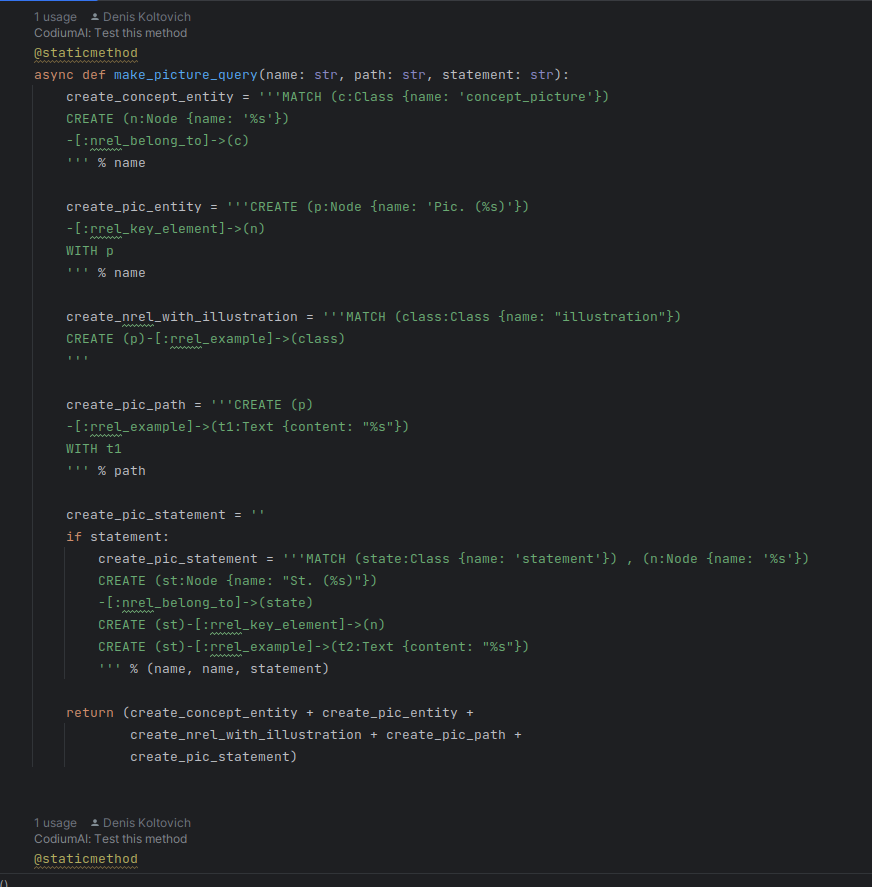 1 usage Denis Koltovich
CodiumAI: Test this method
@staticmethod
async def make_picture_query(name: str, path: str, statement: str):
    create_concept_entity = '''MATCH (c:Class {name: 'concept_picture'})
    CREATE (n:Node {name: '%s'})
    -[:nrel_belong_to]->(c)
    ''' % name

    create_pic_entity = '''CREATE (p:Node {name: 'Pic. (%s)'})
    -[:rrel_key_element]->(n)
    WITH p
    ''' % name

    create_nrel_with_illustration = '''MATCH (class:Class {name: "illustration"})
    CREATE (p)-[:rrel_example]->(class)
    '''

    create_pic_path = '''CREATE (p)
    -[:rrel_example]->(t1:Text {content: "%s"})
    WITH t1
    ''' % path

    create_pic_statement = ''
    if statement:
        create_pic_statement = '''MATCH (state:Class {name: 'statement'}) , (n:Node {name: '%s'})
        CREATE (st:Node {name: "St. (%s)"})
        -[:nrel_belong_to]->(state)
        CREATE (st)-[:rrel_key_element]->(n)
        CREATE (st)-[:rrel_example]->(t2:Text {content: "%s"})
        ''' % (name, name, statement)

    return (create_concept_entity + create_pic_entity +
            create_nrel_with_illustration + create_pic_path +
            create_pic_statement)

1 usage Denis Koltovich
CodiumAI: Test this method
@staticmethod
()